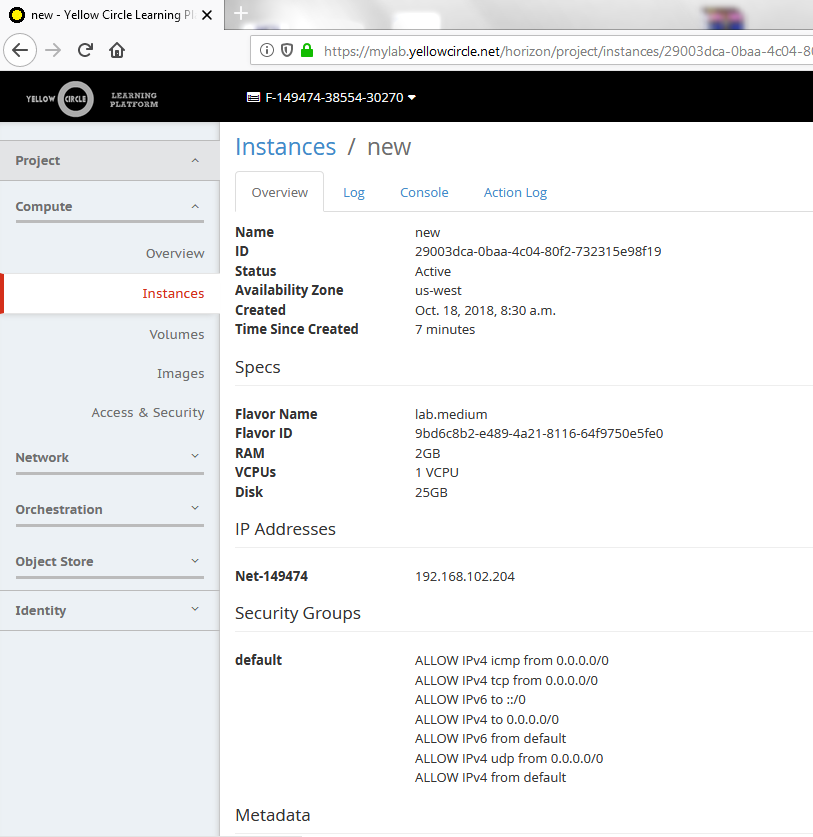 new - Yellow Circle Learning Pl
https://mylab.yellowcircle.net/horizon/project/instances/29003dca-0baa-4c04-80
YELLOW CIRCLE LEARNING PLATFORM
F-149474-38554-30270
Project
Compute
Overview
Instances
Volumes
Images
Access & Security
Network
Orchestration
Object Store
Identity
Instances / new
Overview Log Console Action Log
Name new
ID 29003dca-0baa-4c04-80f2-732315e98f19
Status Active
Availability Zone us-west
Created Oct. 18, 2018, 8:30 a.m.
Time Since Created 7 minutes
Specs
Flavor Name lab.medium
Flavor ID 9bd6c8b2-e489-4a21-8116-64f9750e5fe0
RAM 2GB
VCPUs 1 VCPU
Disk 25GB
IP Addresses
Net-149474 192.168.102.204
Security Groups
default ALLOW IPv4 icmp from 0.0.0.0/0
ALLOW IPv4 tcp from 0.0.0.0/0
ALLOW IPv6 to ::/0
ALLOW IPv4 to 0.0.0.0/0
ALLOW IPv6 from default
ALLOW IPv4 udp from 0.0.0.0/0
ALLOW IPv4 from default
Metadata